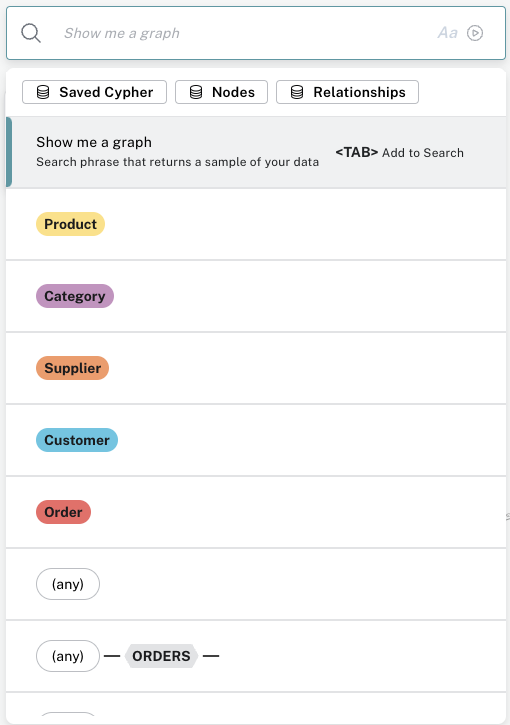 Show me a graph
Aa
Saved Cypher
Nodes
Relationships
Show me a graph
Search phrase that returns a sample of your data
<TAB> Add to Search
Product
Category
Supplier
Customer
Order
(any)
(any) — ORDERS —